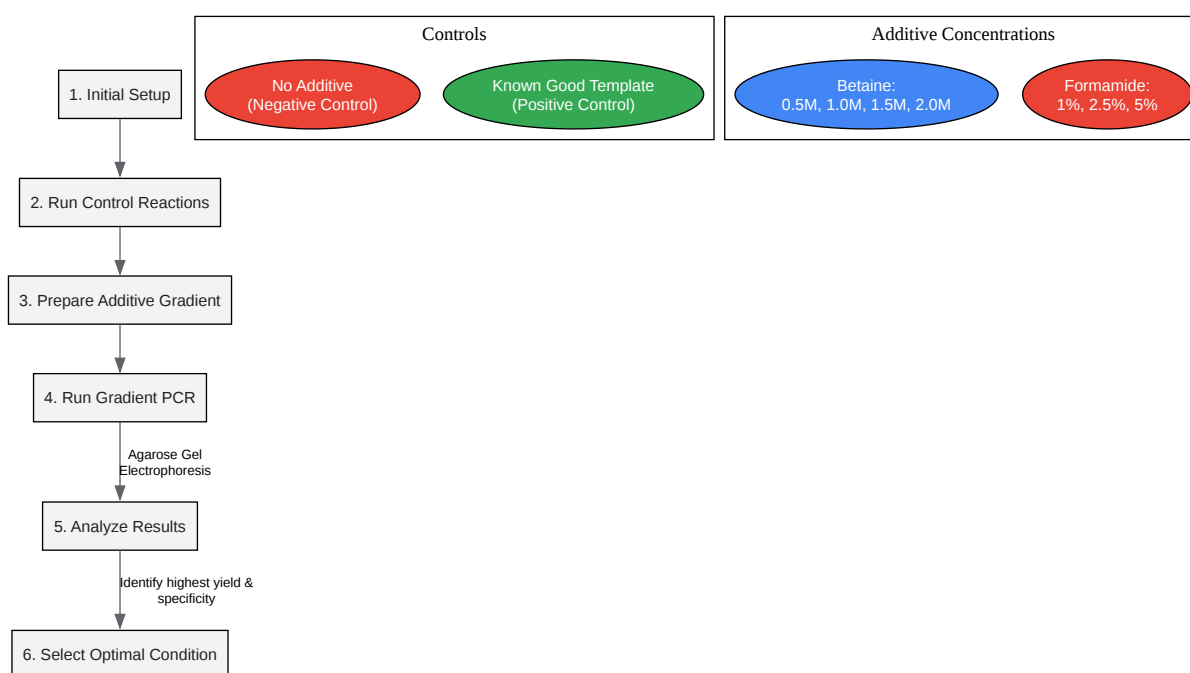 Controls
No Additive
(Negative Control)
Known Good Template
(Positive Control)
Additive Concentrations
Betaine:
0.5M, 1.0M, 1.5M, 2.0M
Formamide:
1%, 2.5%, 5%
1. Initial Setup
2. Run Control Reactions
3. Prepare Additive Gradient
4. Run Gradient PCR
Agarose Gel
Electrophoresis
5. Analyze Results
Identify highest yield &
specificity
6. Select Optimal Condition